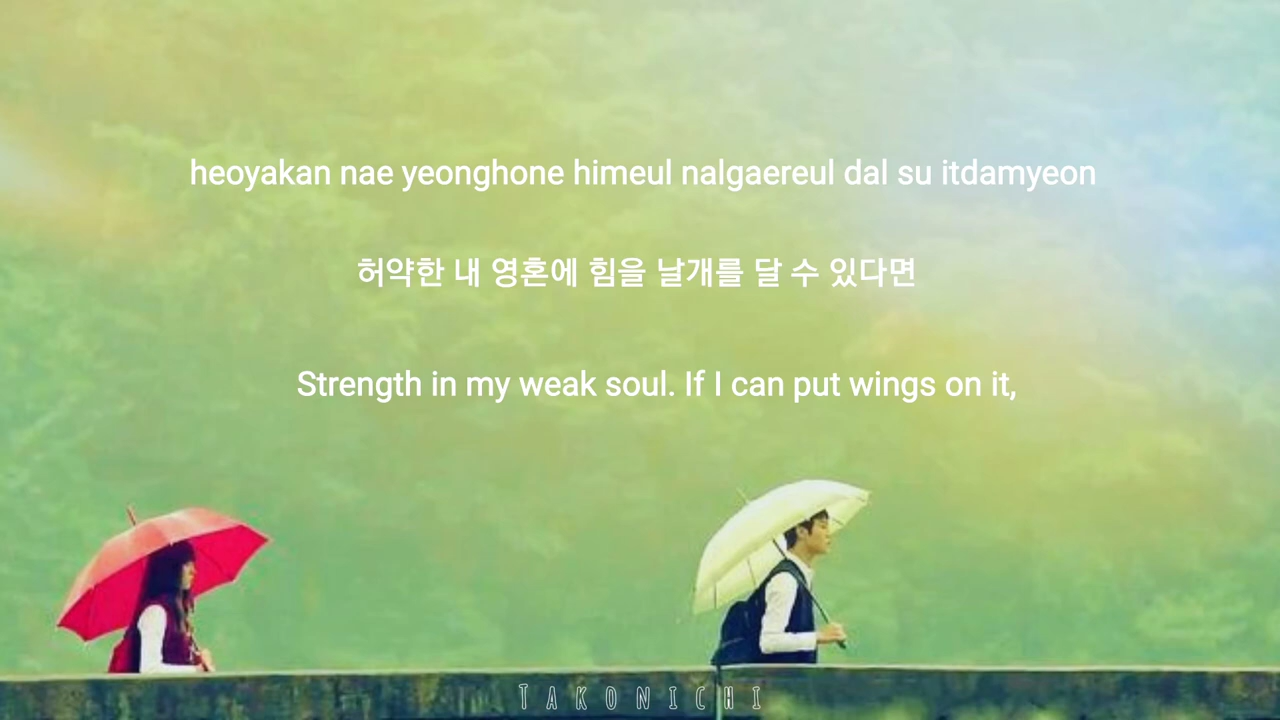 heoyakan nae yeonghone himeul nalgaereul dal su itdamyeon
허약한 내 영혼에 힘을 날개를 달 수 있다면
Strength in my weak soul. If I can put wings on it,
TAKONICHI